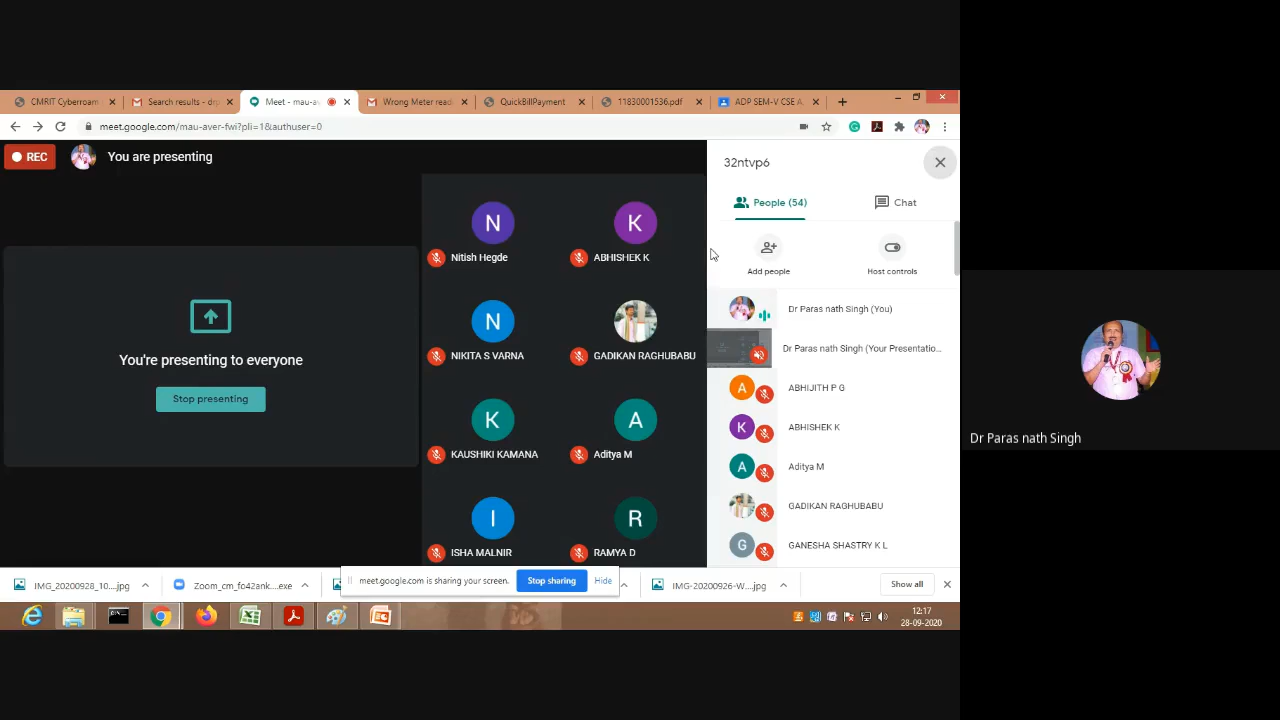 CMRIT Cyberroam
Search results - drp
Meet - mau-av
Wrong Meter read
QuickBillPayment
11830001536.pdf
ADP SEM-V CSE A
meet.google.com/mau-aver-fwi?pli=1&authuser=0
REC
You are presenting
32ntvp6
People (54)
Chat
Add people
Host controls
N
Nitish Hegde
K
ABHISHEK K
N
NIKITA S VARNA
GADIKAN RAGHUBABU
K
KAUSHIKI KAMANA
A
Aditya M
I
ISHA MALNIR
R
RAMYA D
You're presenting to everyone
Stop presenting
Dr Paras nath Singh (You)
Dr Paras nath Singh (Your Presentatio...
A
ABHIJITH P G
K
ABHISHEK K
A
Aditya M
GADIKAN RAGHUBABU
G
GANESHA SHASTRY K L
Dr Paras nath Singh
IMG_20200928_10....jpg
Zoom_cm_fo42ank....exe
meet.google.com is sharing your screen.
Stop sharing
Hide
IMG-20200926-W....jpg
Show all
12:17
28-09-2020